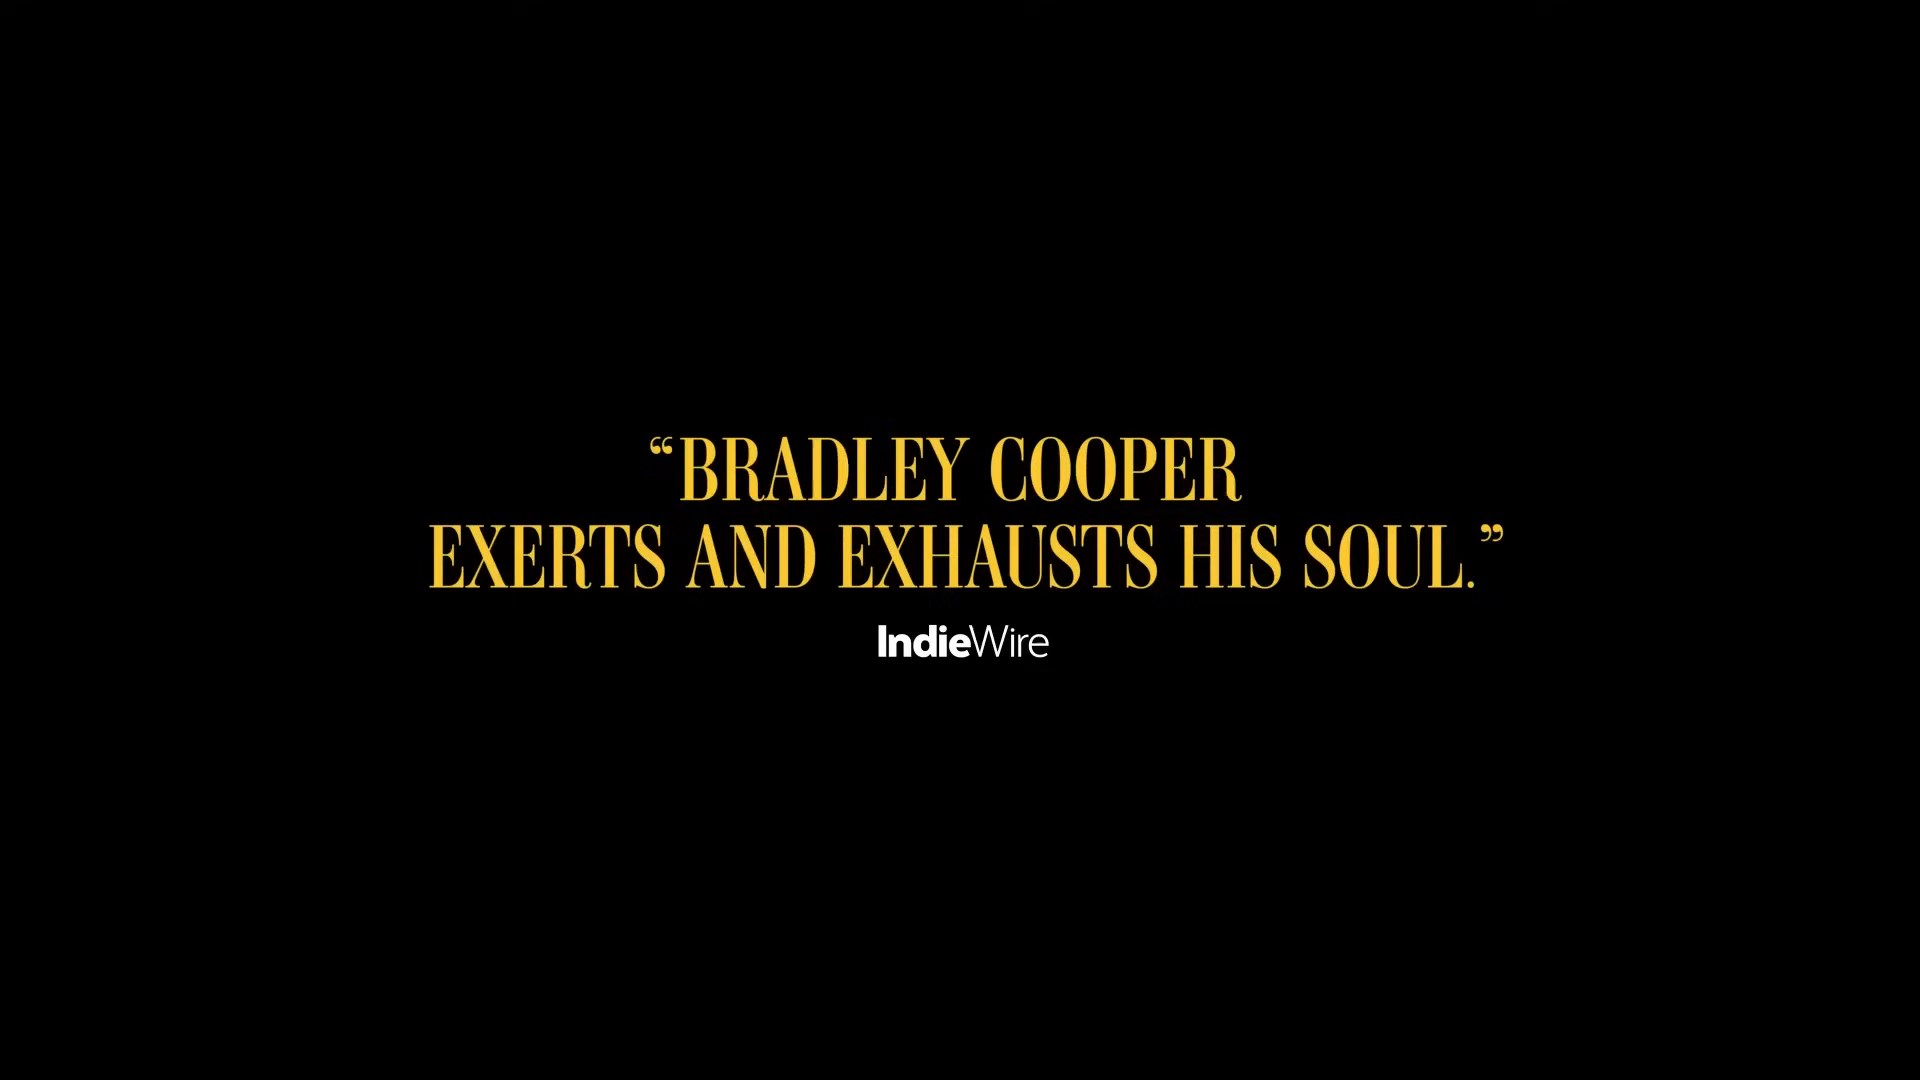 “BRADLEY COOPER
EXERTS AND EXHAUSTS HIS SOUL.”
IndieWire